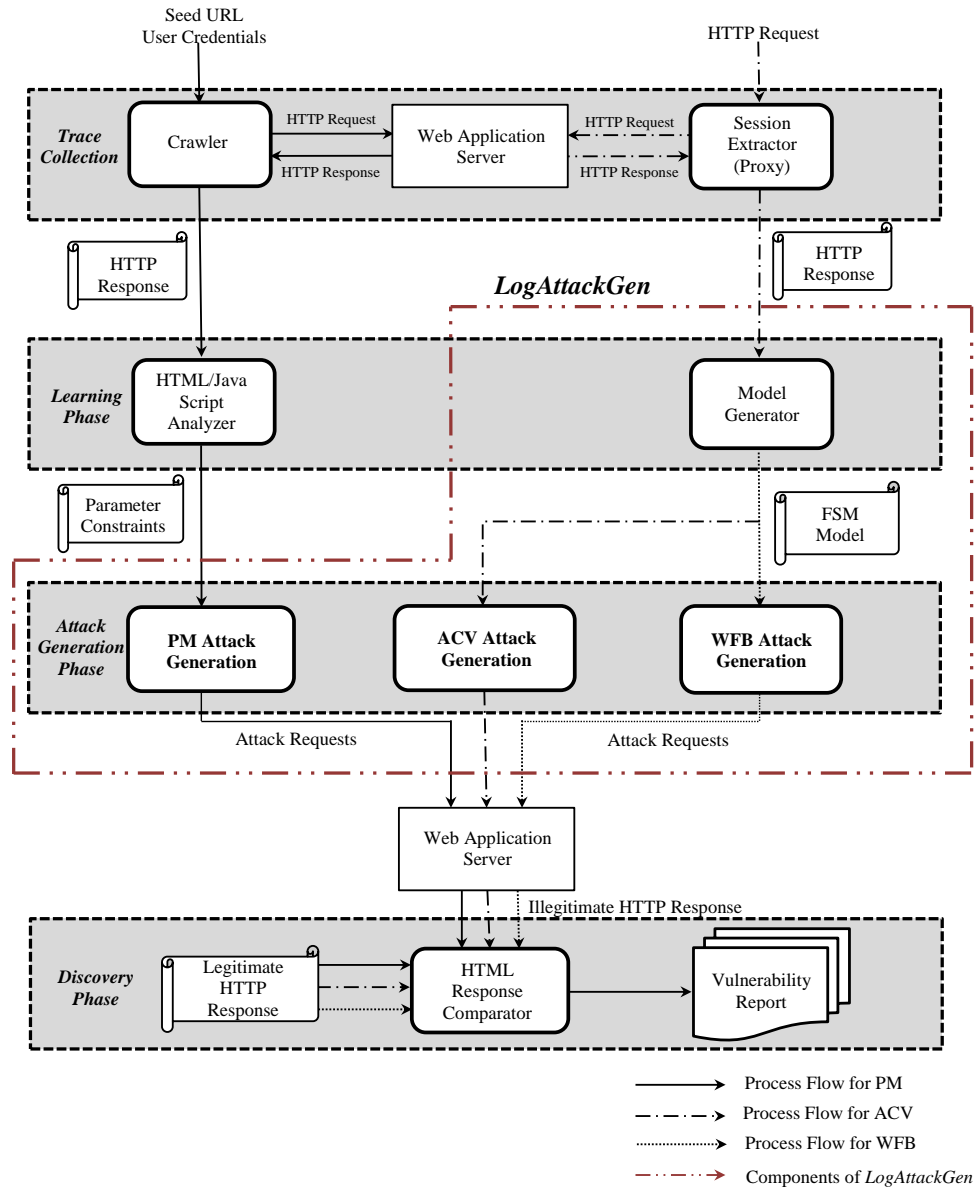 Seed URL
User Credentials
HTTP Request
Trace
Collection
Crawler
HTTP Request
HTTP Response
Web Application
Server
HTTP Request
HTTP Response
Session
Extractor
(Proxy)
HTTP
Response
HTTP
Response
LogAttackGen
Learning
Phase
HTML/Java
Script
Analyzer
Model
Generator
Parameter
Constraints
FSM
Model
Attack
Generation
Phase
PM Attack
Generation
ACV Attack
Generation
WFB Attack
Generation
Attack Requests
Attack Requests
Web Application
Server
Illegitimate HTTP Response
Discovery
Phase
Legitimate
HTTP
Response
HTML
Response
Comparator
Vulnerability
Report
Process Flow for PM
Process Flow for ACV
Process Flow for WFB
Components of LogAttackGen